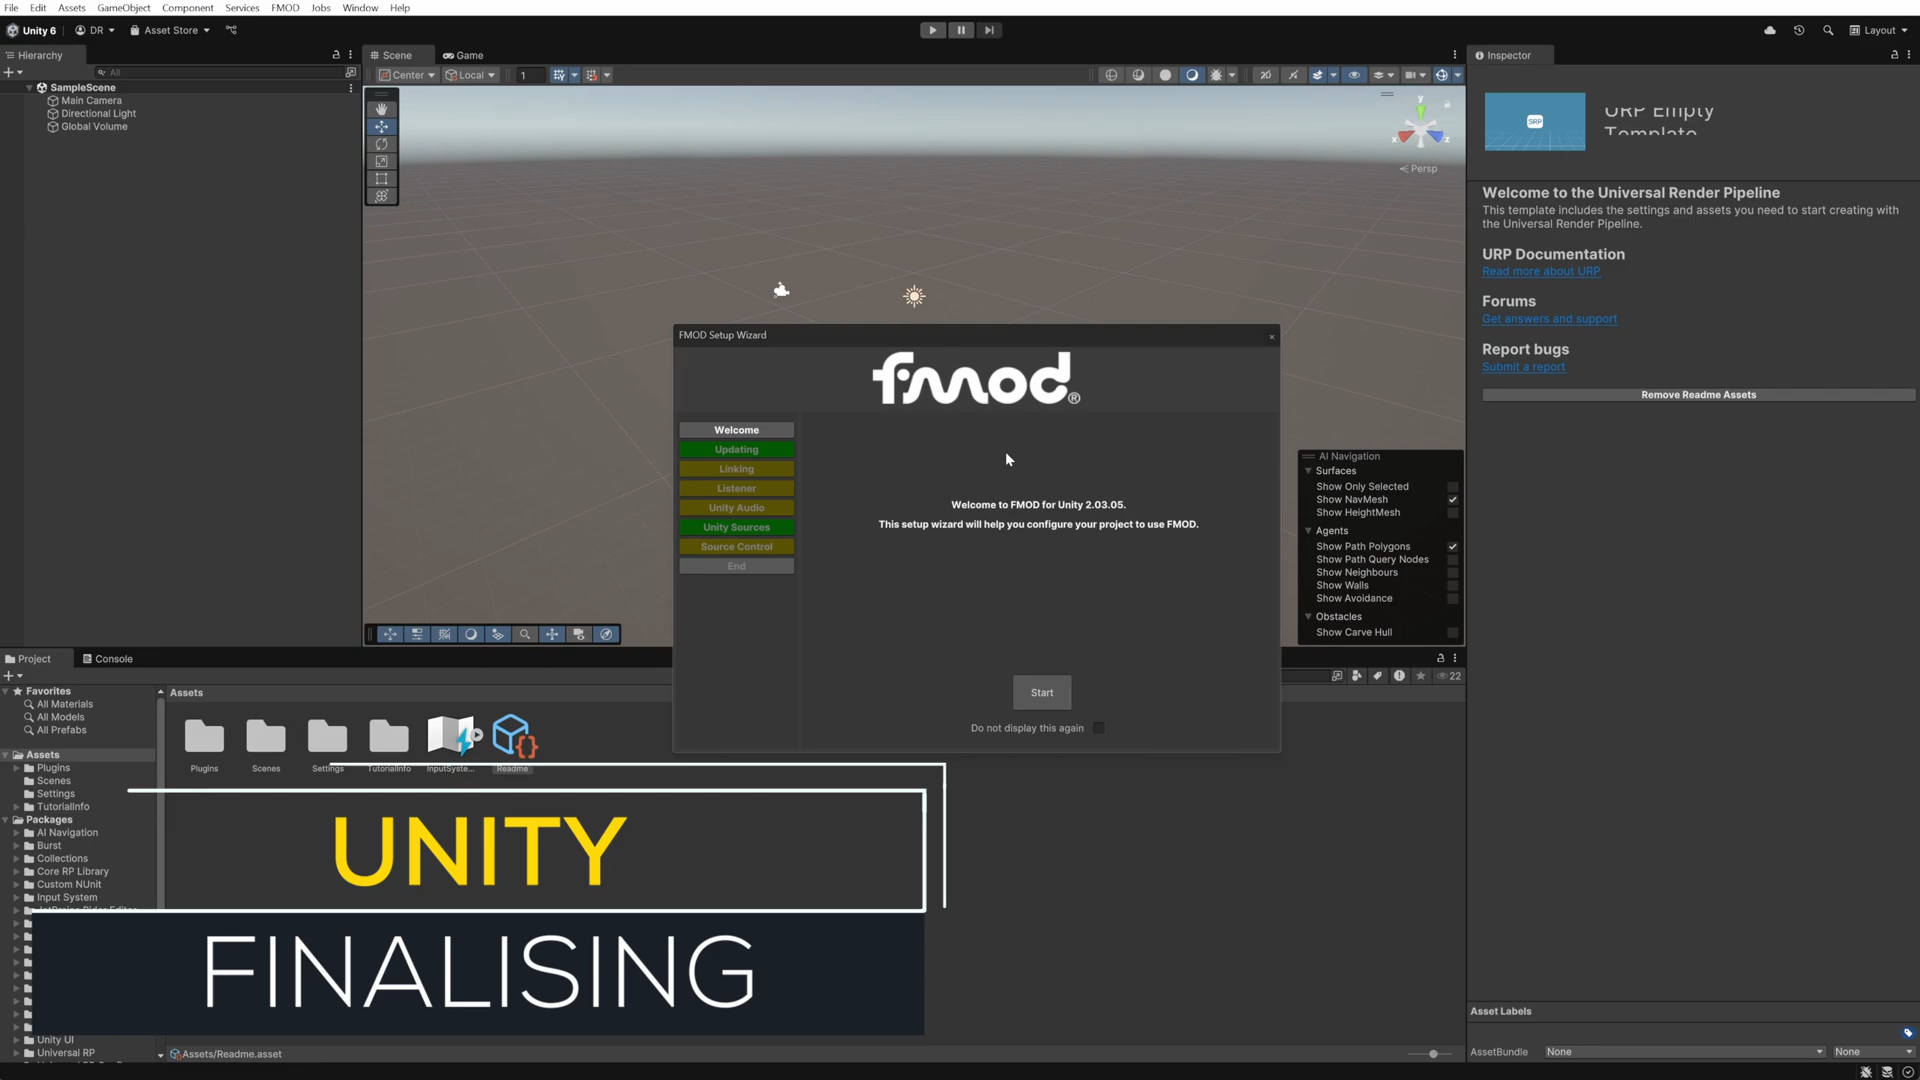 File Edit Assets GameObject Component Services FMOD Jobs Window Help
Unity 6 DR Asset Store Layout
Hierarchy
All
SampleScene
Main Camera
Directional Light
Global Volume
Scene Game
Center Local 1
y
x z
Persp
Inspector
SRP
URP Empty
Template
Welcome to the Universal Render Pipeline
This template includes the settings and assets you need to start creating with
the Universal Render Pipeline.
URP Documentation
Read more about URP
Forums
Get answers and support
Report bugs
Submit a report
Remove Readme Assets
FMOD Setup Wizard
fmod®
Welcome
Updating
Linking
Listener
Unity Audio
Unity Sources
Source Control
End
Welcome to FMOD for Unity 2.03.05.
This setup wizard will help you configure your project to use FMOD.
Start
Do not display this again
AI Navigation
Surfaces
Show Only Selected
Show NavMesh
Show HeightMesh
Agents
Show Path Polygons
Show Path Query Nodes
Show Neighbours
Show Walls
Show Avoidance
Obstacles
Show Carve Hull
Project Console
22
Favorites
All Materials
All Models
All Prefabs
Assets
Plugins
Scenes
Settings
TutorialInfo
Packages
AI Navigation
Burst
Collections
Core RP Library
Custom NUnit
Input System
Unity UI
Universal RP
Assets
Plugins Scenes Settings TutorialInfo InputSyste... Readme
UNITY
FINALISING
Assets/Readme.asset
Asset Labels
AssetBundle None None